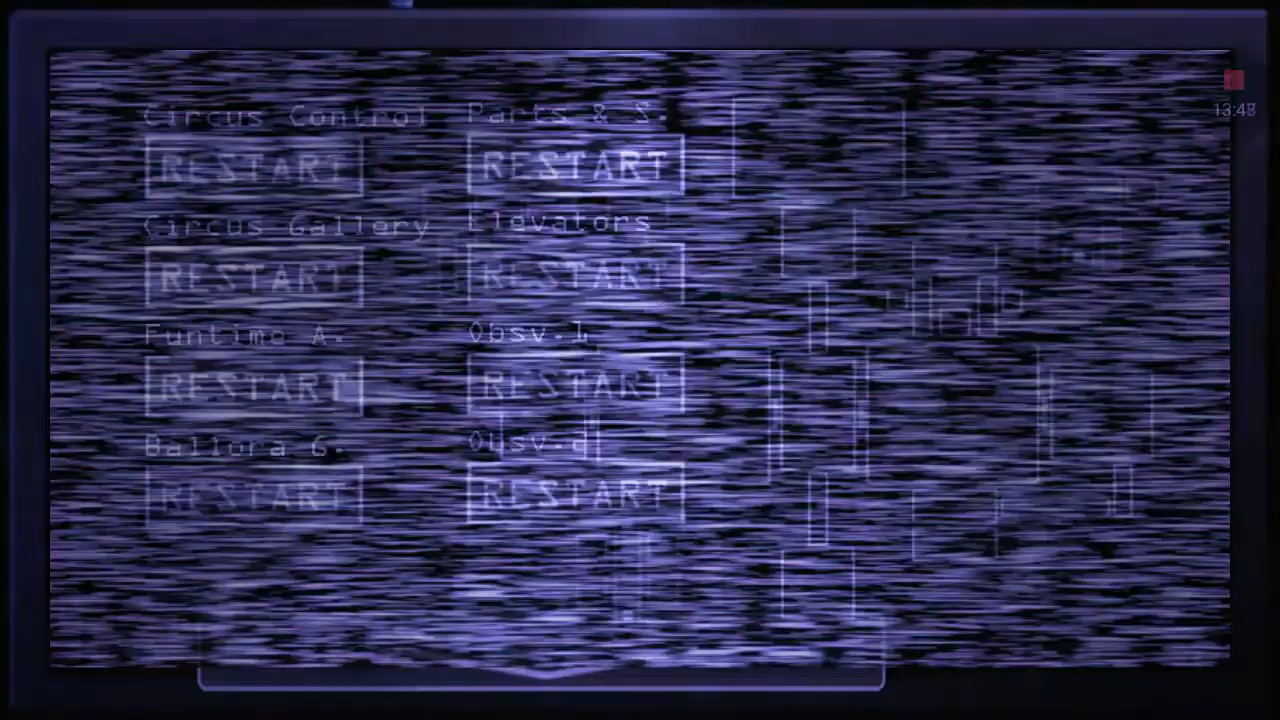 Circus Control
RESTART
Circus Gallery
RESTART
Funtime A.
RESTART
Ballora G.
RESTART
Parts & S.
RESTART
Elevators
RESTART
Obsv.1
RESTART
Obsv.2
RESTART
13:48